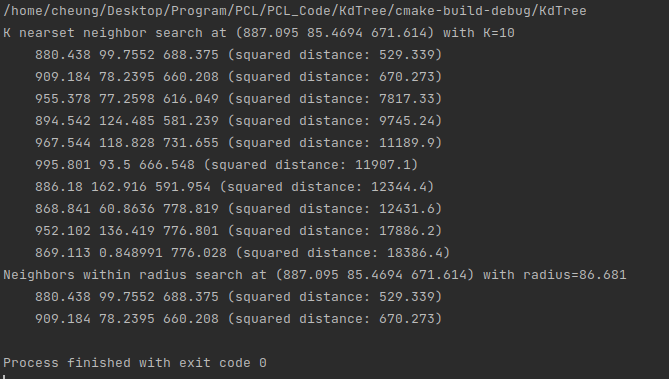 /home/cheung/Desktop/Program/PCL/PCL_Code/KdTree/cmake-build-debug/KdTree
K nearset neighbor search at (887.095 85.4694 671.614) with K=10
    880.438 99.7552 688.375 (squared distance: 529.339)
    909.184 78.2395 660.208 (squared distance: 670.273)
    955.378 77.2598 616.049 (squared distance: 7817.33)
    894.542 124.485 581.239 (squared distance: 9745.24)
    967.544 118.828 731.655 (squared distance: 11189.9)
    995.801 93.5 666.548 (squared distance: 11907.1)
    886.18 162.916 591.954 (squared distance: 12344.4)
    868.841 60.8636 778.819 (squared distance: 12431.6)
    952.102 136.419 776.801 (squared distance: 17886.2)
    869.113 0.848991 776.028 (squared distance: 18386.4)
Neighbors within radius search at (887.095 85.4694 671.614) with radius=86.681
    880.438 99.7552 688.375 (squared distance: 529.339)
    909.184 78.2395 660.208 (squared distance: 670.273)
Process finished with exit code 0